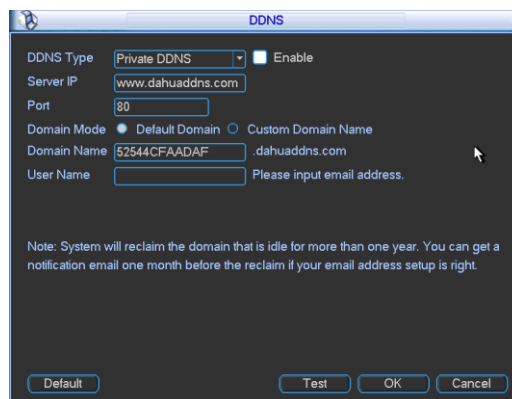 DDNS
DDNS Type Private DDNS Enable
Server IP www.dahuaddns.com
Port 80
Domain Mode Default Domain Custom Domain Name
Domain Name 52544CFAADAF .dahuaddns.com
User Name Please input email address.
Note: System will reclaim the domain that is idle for more than one year. You can get a
notification email one month before the reclaim if your email address setup is right.
Default Test OK Cancel